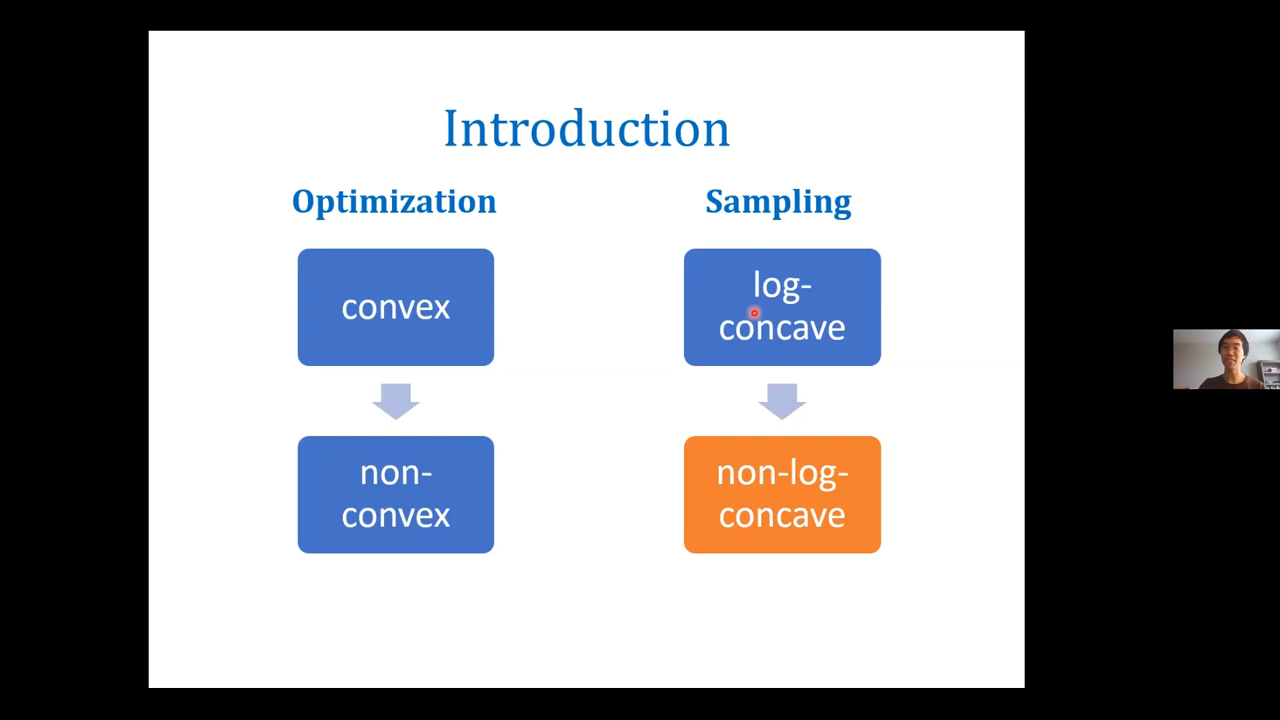 Introduction
Optimization
Sampling
convex
log-
concave
non-
convex
non-log-
concave